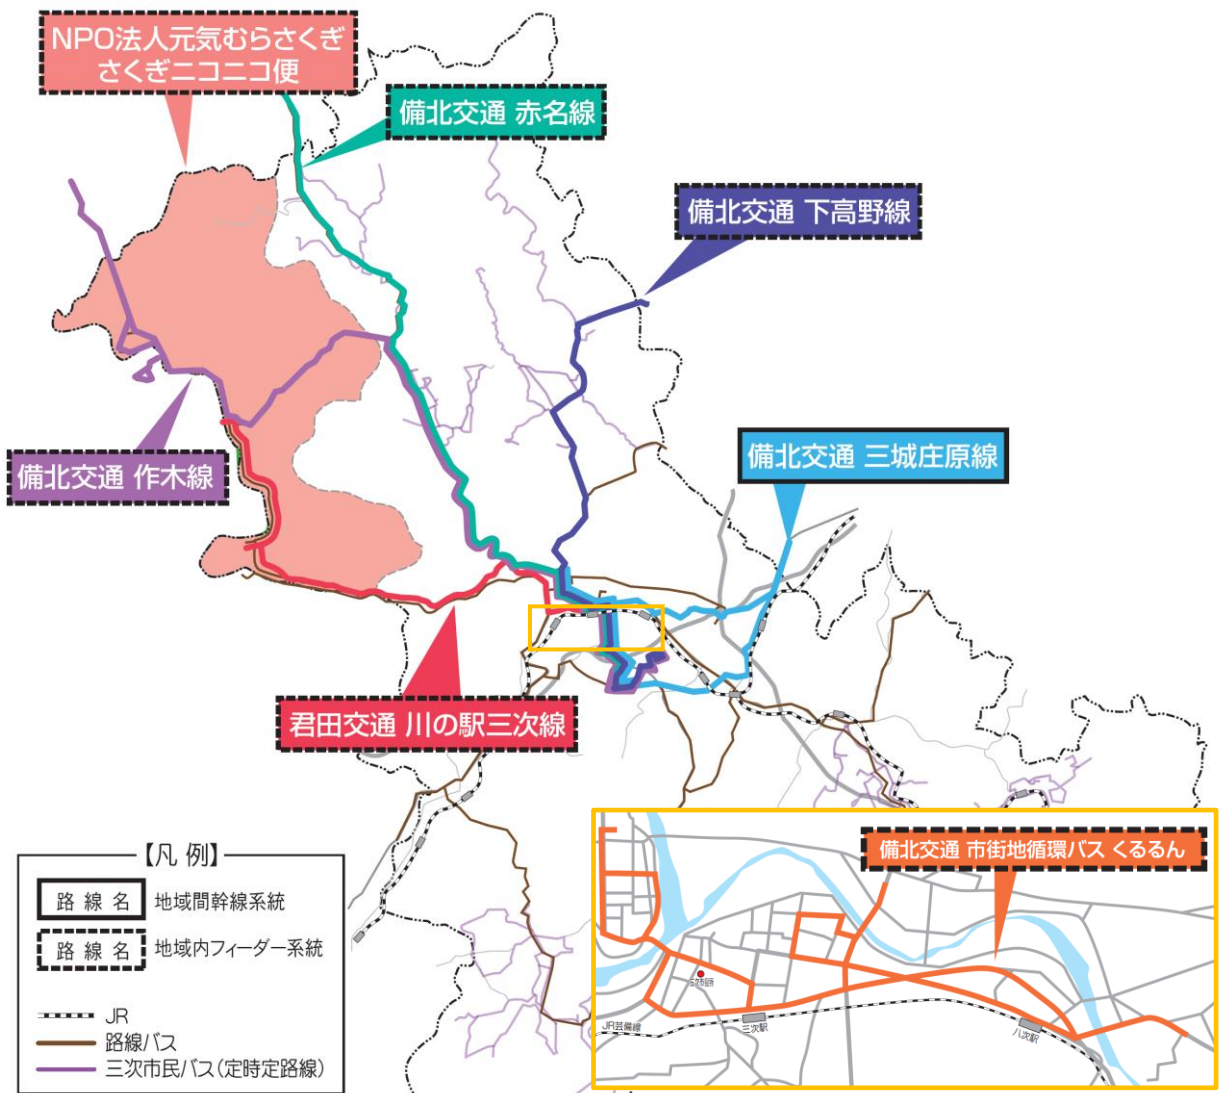 NPO法人元気むらさくぎ
さくぎニコニコ便
備北交通 赤名線
備北交通 下高野線
備北交通 三城庄原線
備北交通 作木線
君田交通 川の駅三次線
備北交通 市街地循環バス くるるん
三次市役所
三次駅
JR芸備線
八次駅
【凡 例】
路 線 名 地域間幹線系統
路 線 名 地域内フィーダー系統
JR
路線バス
三次市民バス(定時定路線)